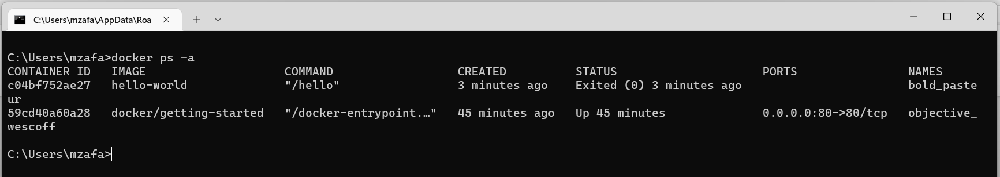 C:\Users\mzafa\AppData\Roa
C:\Users\mzafa>docker ps -a
CONTAINER ID   IMAGE                    COMMAND                  CREATED          STATUS                     PORTS                NAMES
c04bf752ae27   hello-world              "/hello"                 3 minutes ago    Exited (0) 3 minutes ago                        bold_paste
ur
59cd40a60a28   docker/getting-started   "/docker-entrypoint.…"   45 minutes ago   Up 45 minutes              0.0.0.0:80->80/tcp   objective_
wescoff
C:\Users\mzafa>